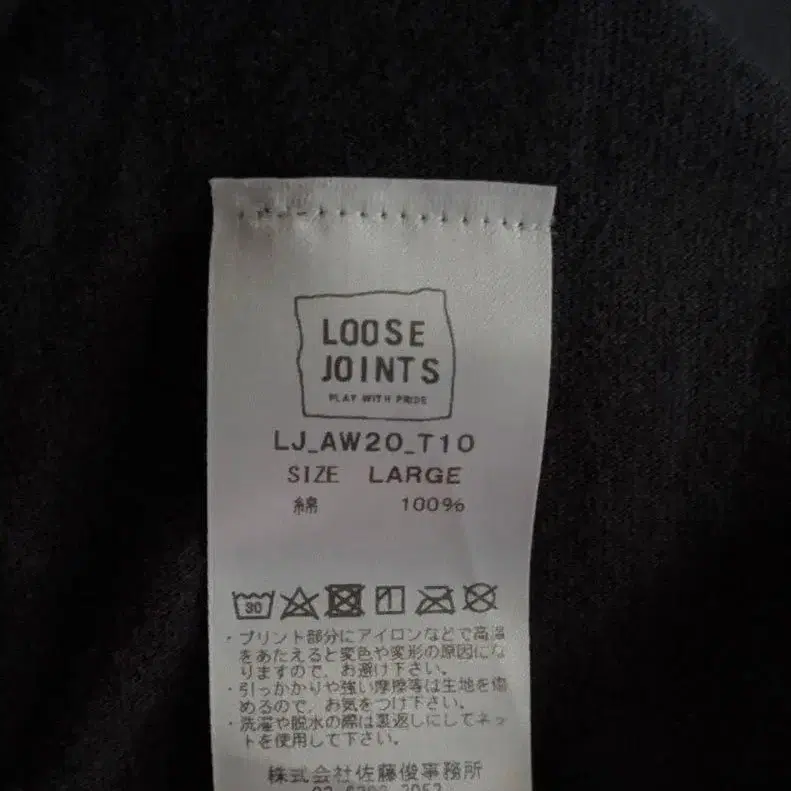 LOOSE
JOINTS
PLAY WITH PRIDE
LJ_AW20_T10
SIZE LARGE
綿 100%
30
・プリント部分にアイロンなどで高温
をあたえると変色や変形の原因にな
りますので、お避け下さい。
・引っかかりや強い摩擦等は生地を傷
めるので、お気をつけ下さい。
・洗濯や脱水の際は裏返しにしてネッ
トを使用して下さい。
株式会社佐藤俊事務所